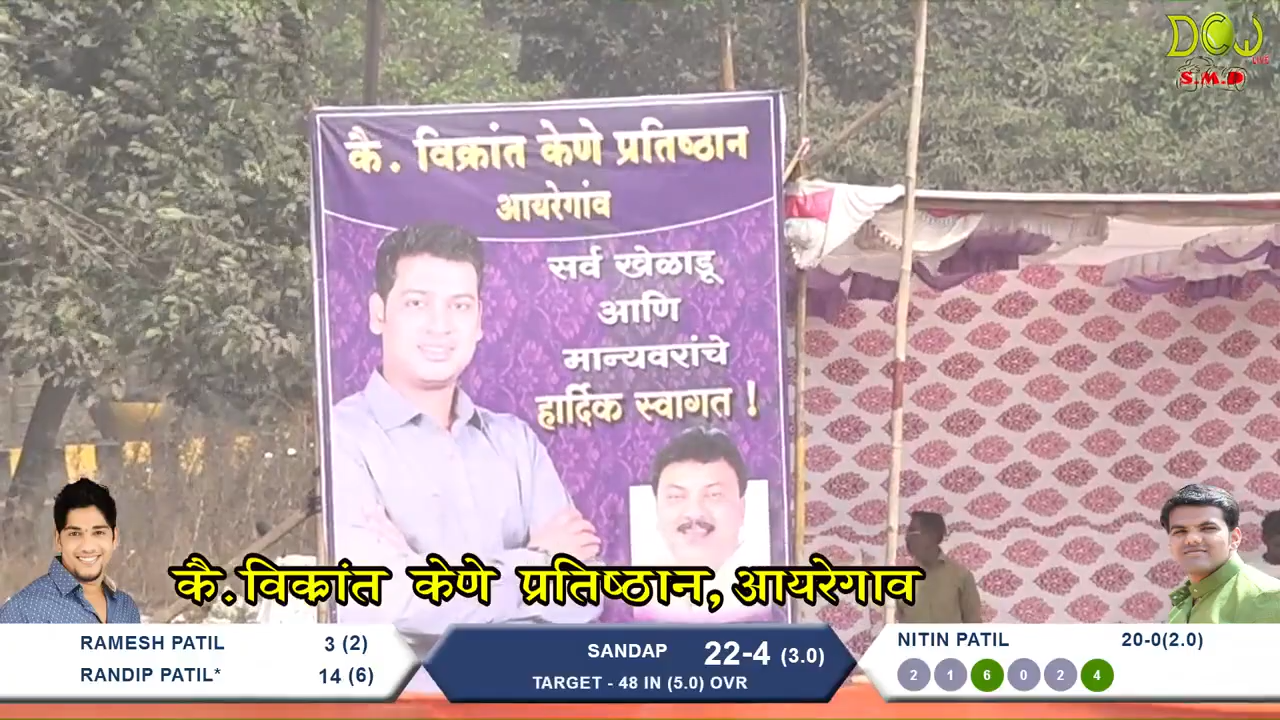 DCW
LIVE
S.M.D
कै. विक्रांत केणे प्रतिष्ठान
आयरेगांव
सर्व खेळाडू
आणि
मान्यवरांचे
हार्दिक स्वागत !
कै.विक्रांत केणे प्रतिष्ठान, आयरेगाव
RAMESH PATIL 3 (2)
RANDIP PATIL* 14 (6)
SANDAP 22-4 (3.0)
TARGET - 48 IN (5.0) OVR
NITIN PATIL 20-0(2.0)
2 1 6 0 2 4